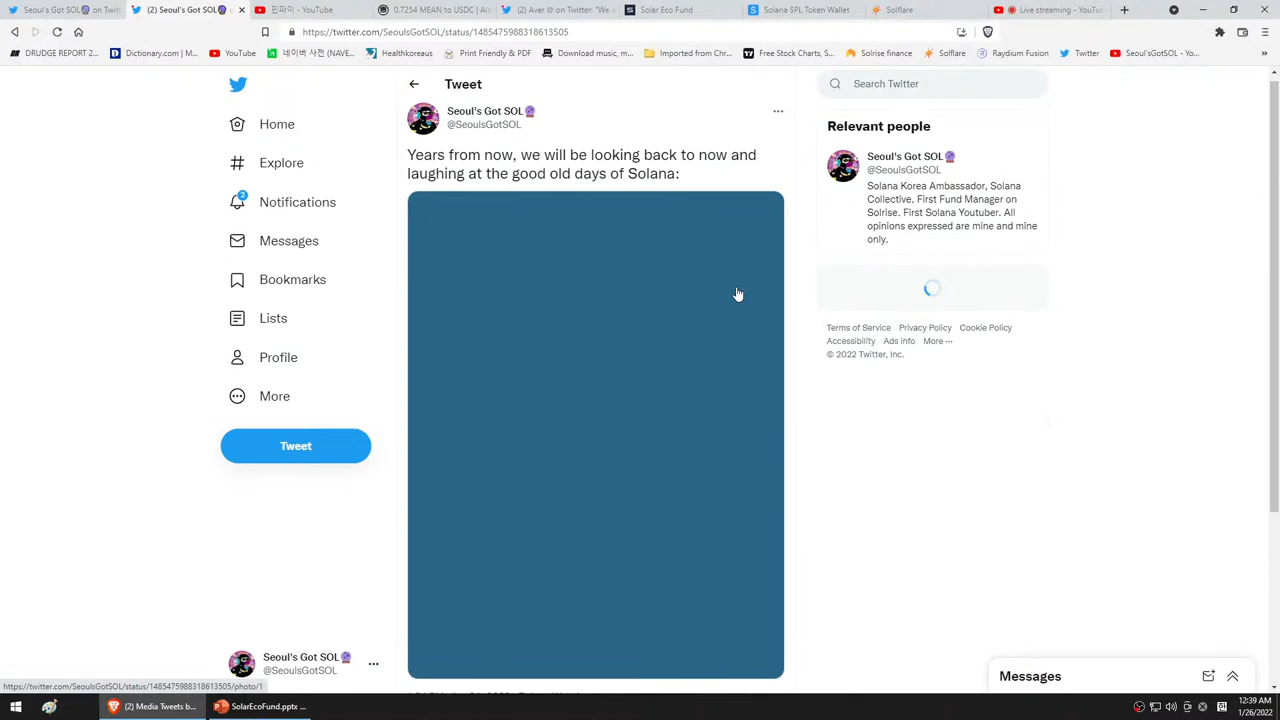 Seoul's Got SOL on Twitt
(2) Seoul's Got SOL
민파이 - YouTube
0.7254 MEAN to USDC | Al
(2) Aver @ on Twitter: "We
Solar Eco Fund
Solana SPL Token Wallet
Solflare
Live streaming - YouTub
https://twitter.com/SeoulsGotSOL/status/1485475988318613505
DRUDGE REPORT 2...
Dictionary.com | M...
YouTube
네이버 사전 (NAVE...
Healthkoreaus
Print Friendly & PDF
Download music, m...
Imported from Chro...
Free Stock Charts, S...
Solrise finance
Solflare
Raydium Fusion
Twitter
Seoul'sGotSOL - Yo...
»
Tweet
Search Twitter
Seoul's Got SOL
@SeoulsGotSOL
Years from now, we will be looking back to now and
laughing at the good old days of Solana:
Home
Explore
2
Notifications
Messages
Bookmarks
Lists
Profile
More
Tweet
Relevant people
Seoul's Got SOL
@SeoulsGotSOL
Solana Korea Ambassador, Solana
Collective. First Fund Manager on
Solrise. First Solana Youtuber. All
opinions expressed are mine and mine
only.
Terms of Service Privacy Policy Cookie Policy
Accessibility Ads info More ···
© 2022 Twitter, Inc.
Seoul's Got SOL
@SeoulsGotSOL
Messages
https://twitter.com/SeoulsGotSOL/status/1485475988318613505/photo/1
(2) Media Tweets b...
SolarEcoFund.pptx ...
12:39 AM
1/26/2022